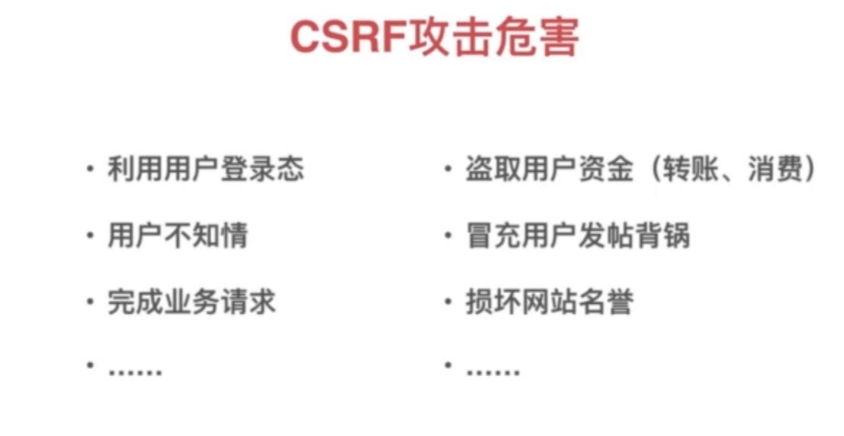 CSRF攻击危害
· 利用用户登录态
· 用户不知情
· 完成业务请求
· ......
· 盗取用户资金（转账、消费）
· 冒充用户发帖背锅
· 损坏网站名誉
· ......